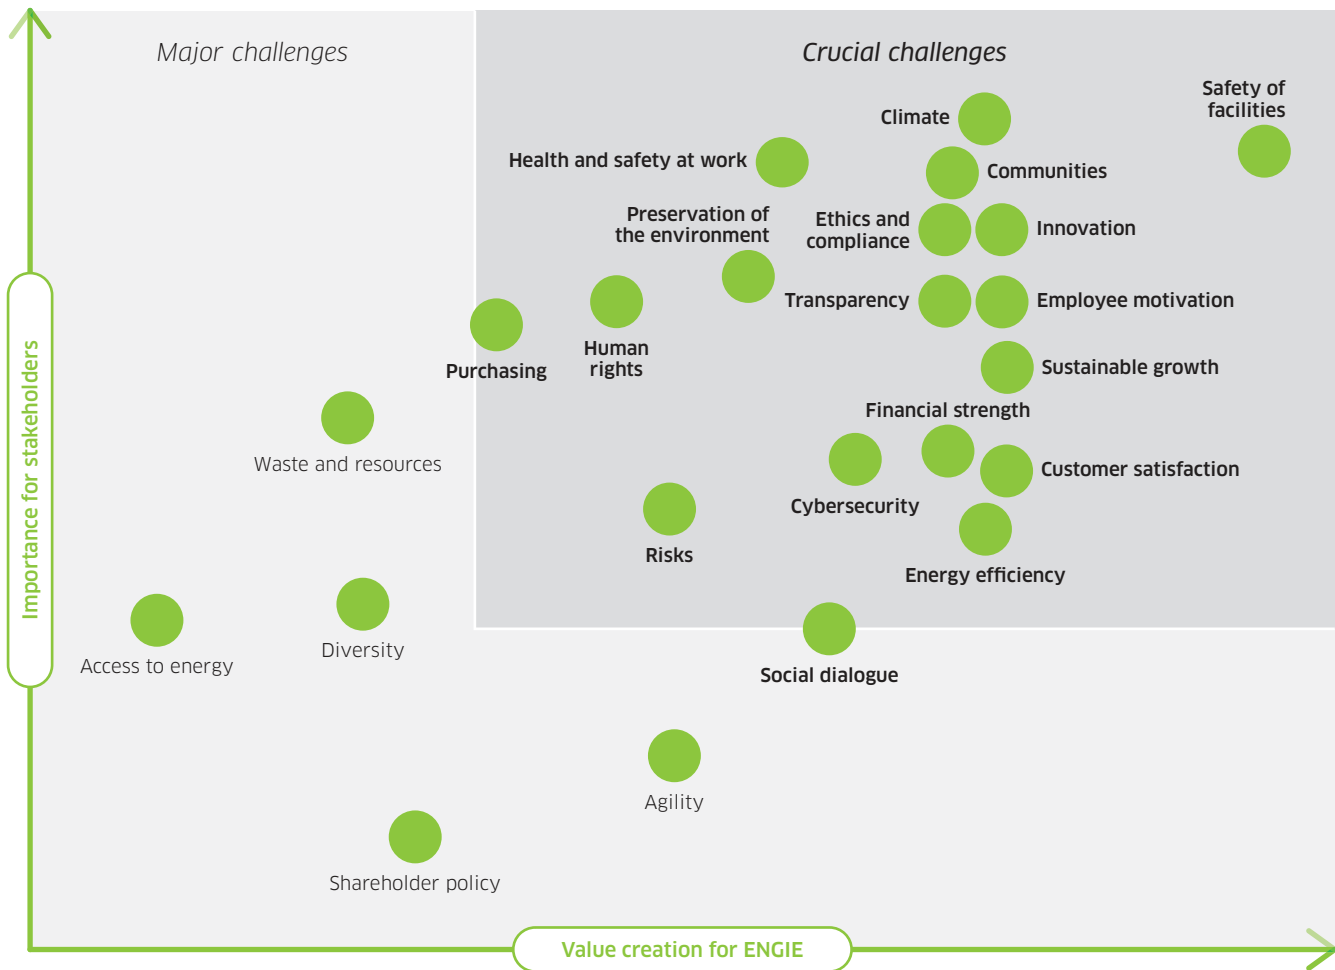 Major challenges
Crucial challenges
Safety of
facilities
Climate
Health and safety at work
Communities
Preservation of
the environment
Ethics and
compliance
Innovation
Transparency
Employee motivation
Human
rights
Purchasing
Sustainable growth
Financial strength
Waste and resources
Customer satisfaction
Cybersecurity
Risks
Energy efficiency
Importance for stakeholders
Diversity
Access to energy
Social dialogue
Agility
Shareholder policy
Value creation for ENGIE